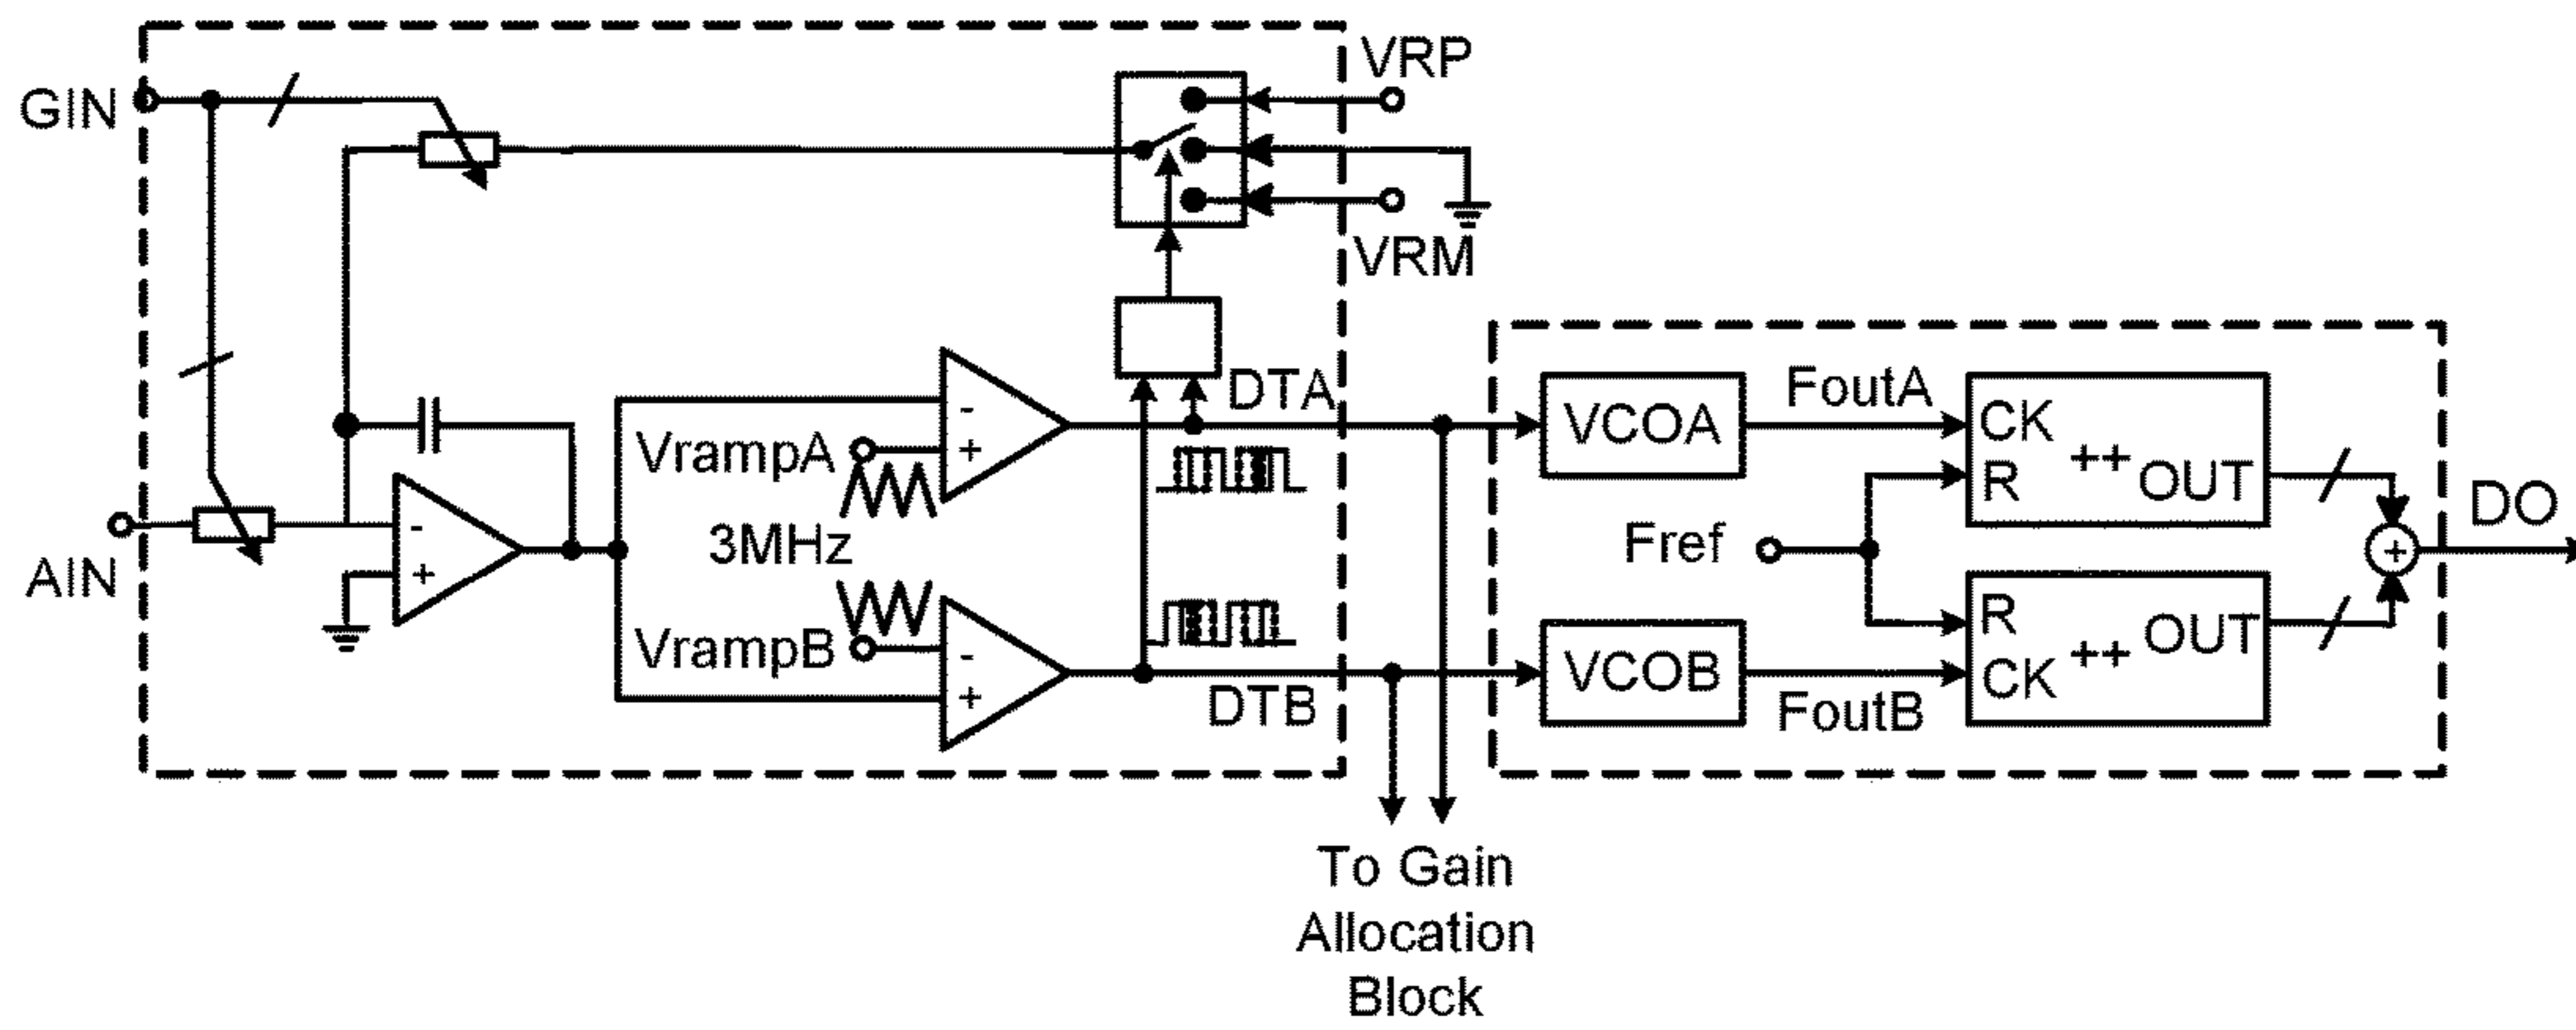 VRP
GIN
VRM
DTA
FoutA
VCOA
CK
++
R
OUT
VrampA
-
+
DO
3MHz
Fref
+
AIN
-
+
VrampB
-
+
R
OUT
VCOB
++
CK
DTB
FoutB
To Gain
Allocation
Block